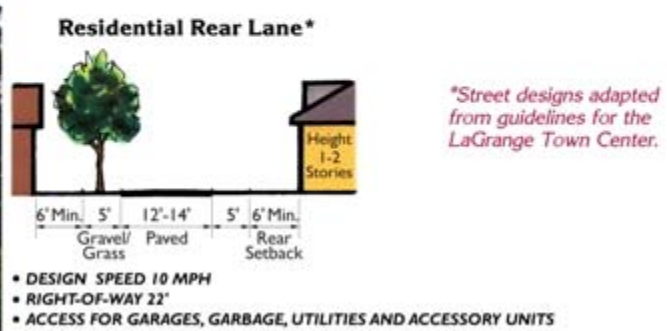 Residential Rear Lane*
*Street designs adapted
from guidelines for the
LaGrange Town Center.
Height
1-2
Stories
6' Min. 5' 12'-14' 5' 6' Min.
Gravel/ Paved Rear
Grass Setback
• DESIGN SPEED 10 MPH
• RIGHT-OF-WAY 22'
• ACCESS FOR GARAGES, GARBAGE, UTILITIES AND ACCESSORY UNITS